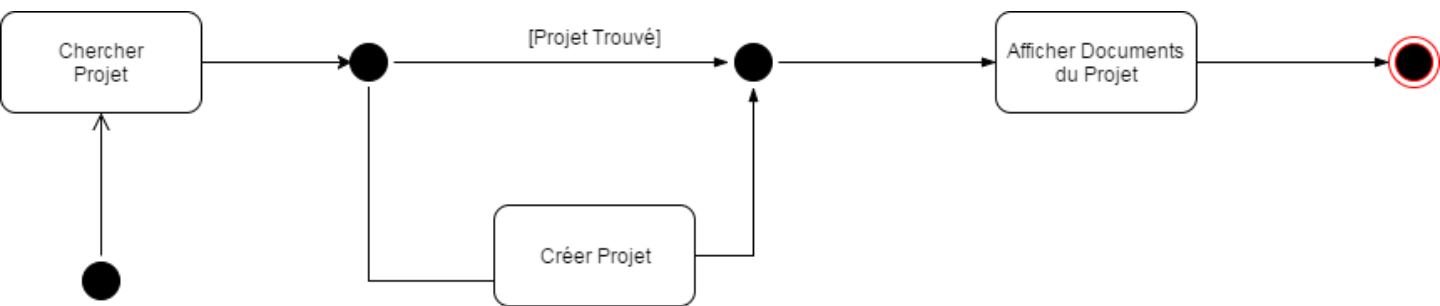 Chercher
Projet
[Projet Trouvé]
Afficher Documents
du Projet
Créer Projet